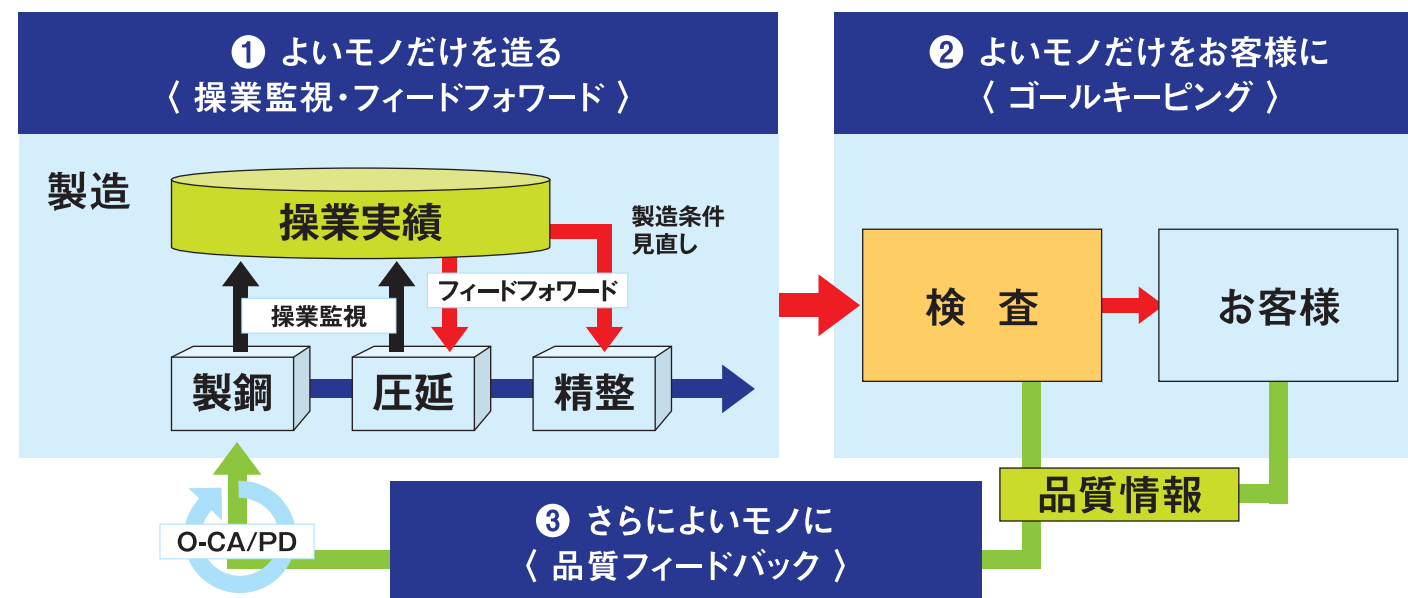 ❶ よいモノだけを造る
〈 操業監視・フィードフォワード 〉
製造
操業実績
製造条件
見直し
フィードフォワード
操業監視
製鋼
圧延
精整
❷ よいモノだけをお客様に
〈 ゴールキーピング 〉
検 査
お客様
品質情報
❸ さらによいモノに
〈 品質フィードバック 〉
O-CA/PD